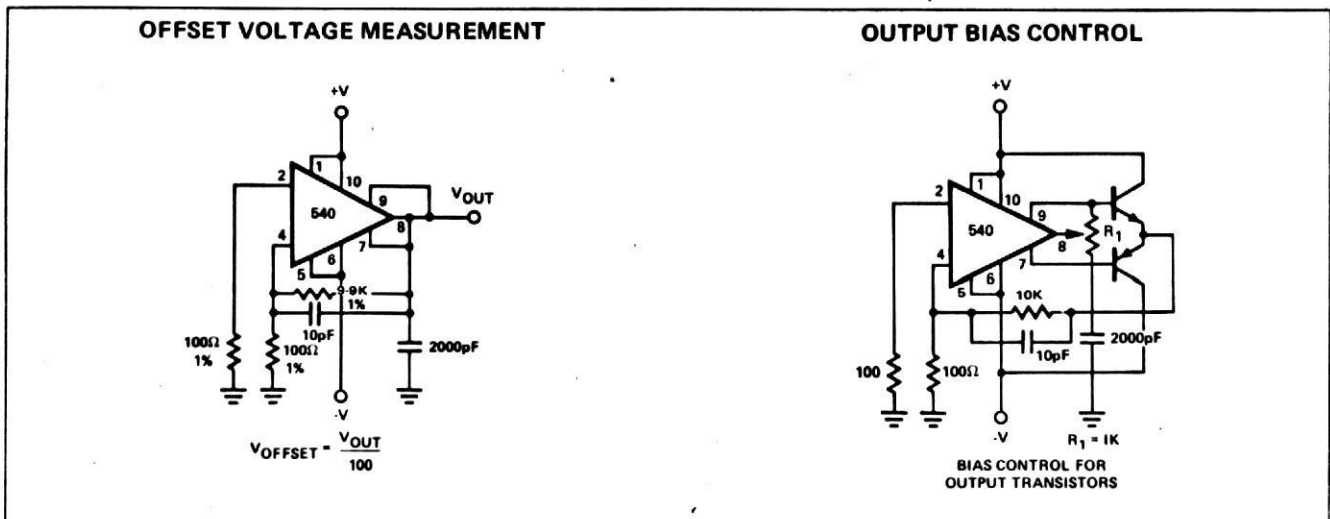 OFFSET VOLTAGE MEASUREMENT
+V
1
2
10
9
540
8
VOUT
4
7
6
5
9.9K
1%
10pF
100Ω
1%
100Ω
1%
2000pF
-V
VOFFSET = VOUT
100
OUTPUT BIAS CONTROL
+V
1
2
10
9
540
8
R1
4
7
6
5
10K
10pF
2000pF
100
100Ω
-V
R1 = 1K
BIAS CONTROL FOR
OUTPUT TRANSISTORS